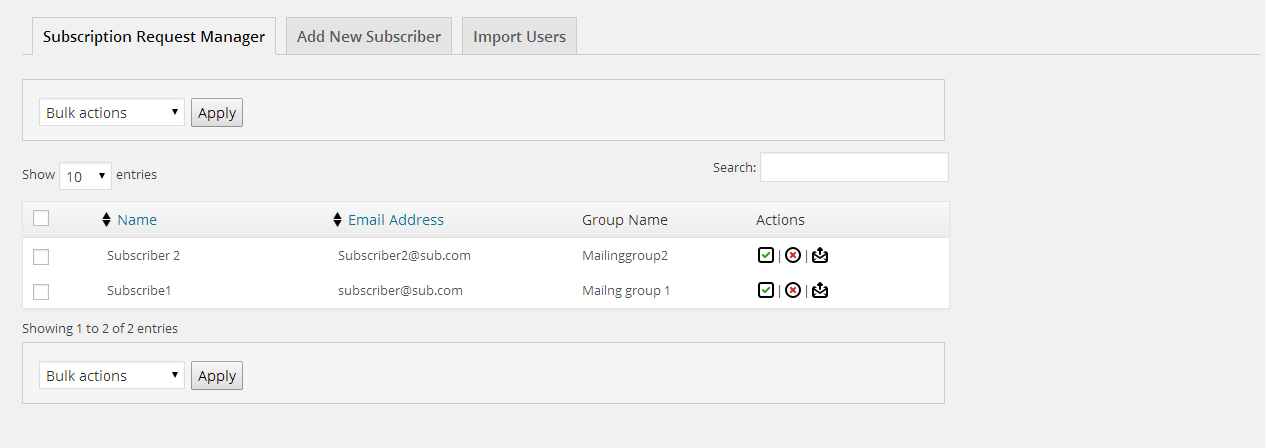 Subscription Request Manager Add New Subscriber Import Users
Bulk actions Apply
Show 10 entries Search:
Name Email Address Group Name Actions
Subscriber 2 Subscriber2@sub.com Mailinggroup2 | |
Subscribe1 subscriber@sub.com Mailng group 1 | |
Showing 1 to 2 of 2 entries
Bulk actions Apply